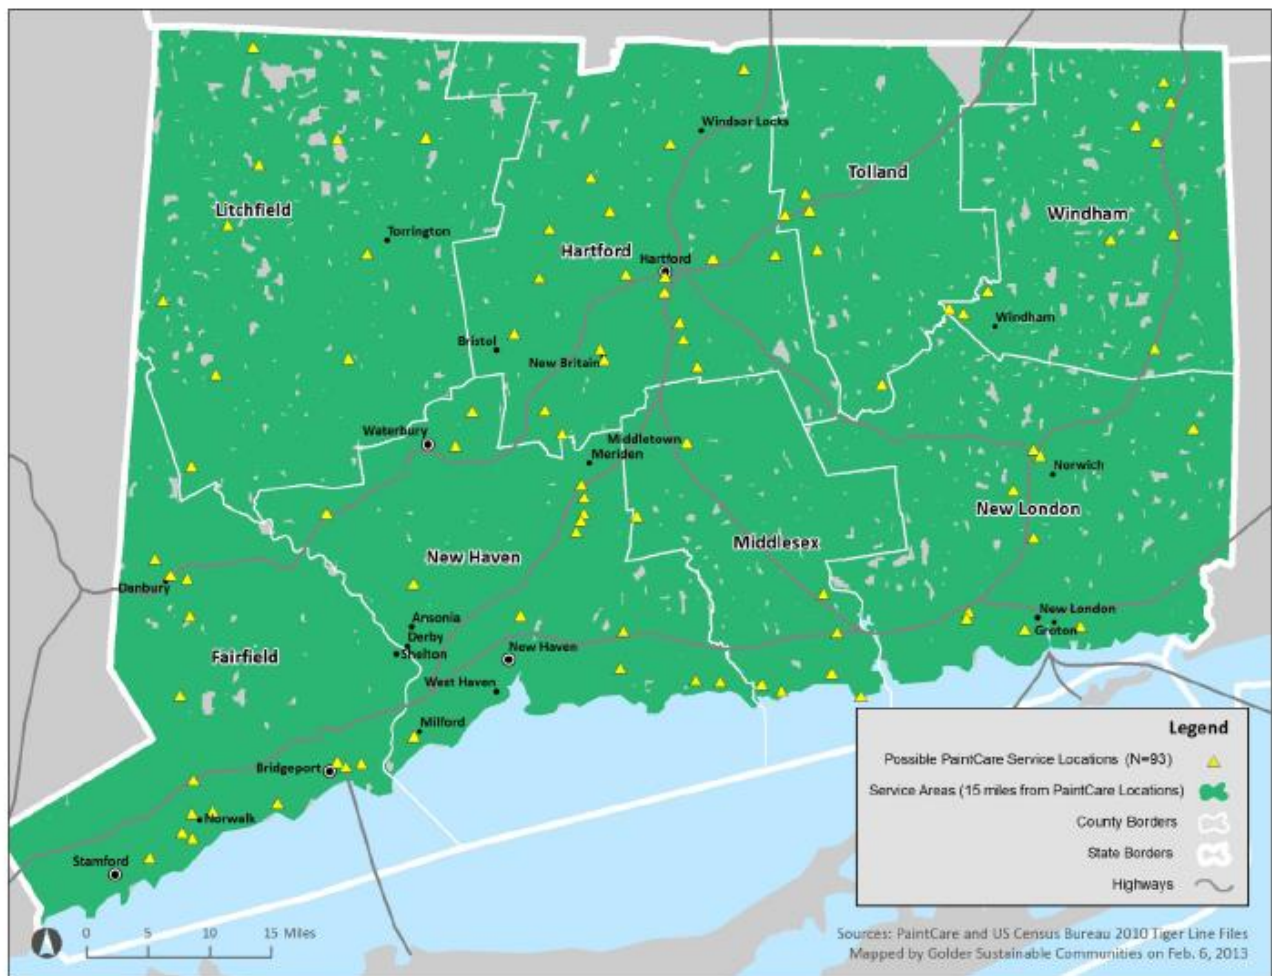 Windsor Locks
Tolland
Litchfield
Windham
Torrington
Hartford
Hartford
Windham
Bristol
New Britain
Waterbury
Middletown
Meriden
Norwich
New London
Middlesex
New Haven
Danbury
Ansonia
New London
Derby
Groton
Shelton
Fairfield
New Haven
West Haven
Milford
Bridgeport
Norwalk
Stamford
Legend
Possible PaintCare Service Locations (N=93)
Service Areas (15 miles from PaintCare Locations)
County Borders
State Borders
Highways
0 5 10 15 Miles
Sources: PaintCare and US Census Bureau 2010 Tiger Line Files
Mapped by Golder Sustainable Communities on Feb. 6, 2013